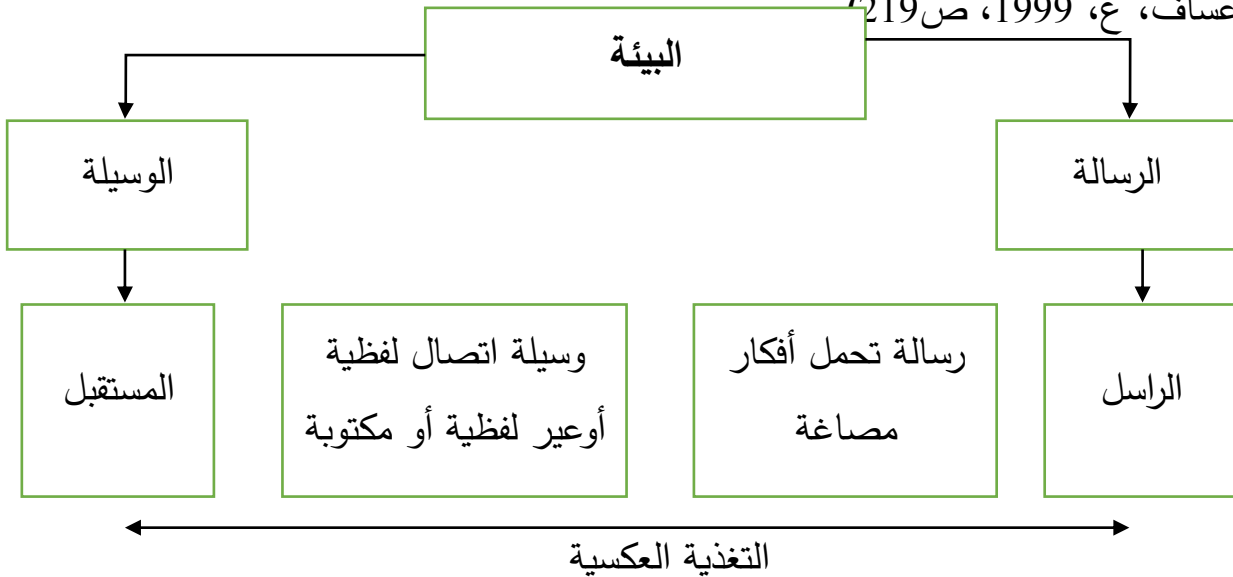 عساف، ع، 1999، ص219)
البيئة
الرسالة
الوسيلة
الراسل
رسالة تحمل أفكار
مصاغة
وسيلة اتصال لفظية
أوعير لفظية أو مكتوبة
المستقبل
التغذية العكسية